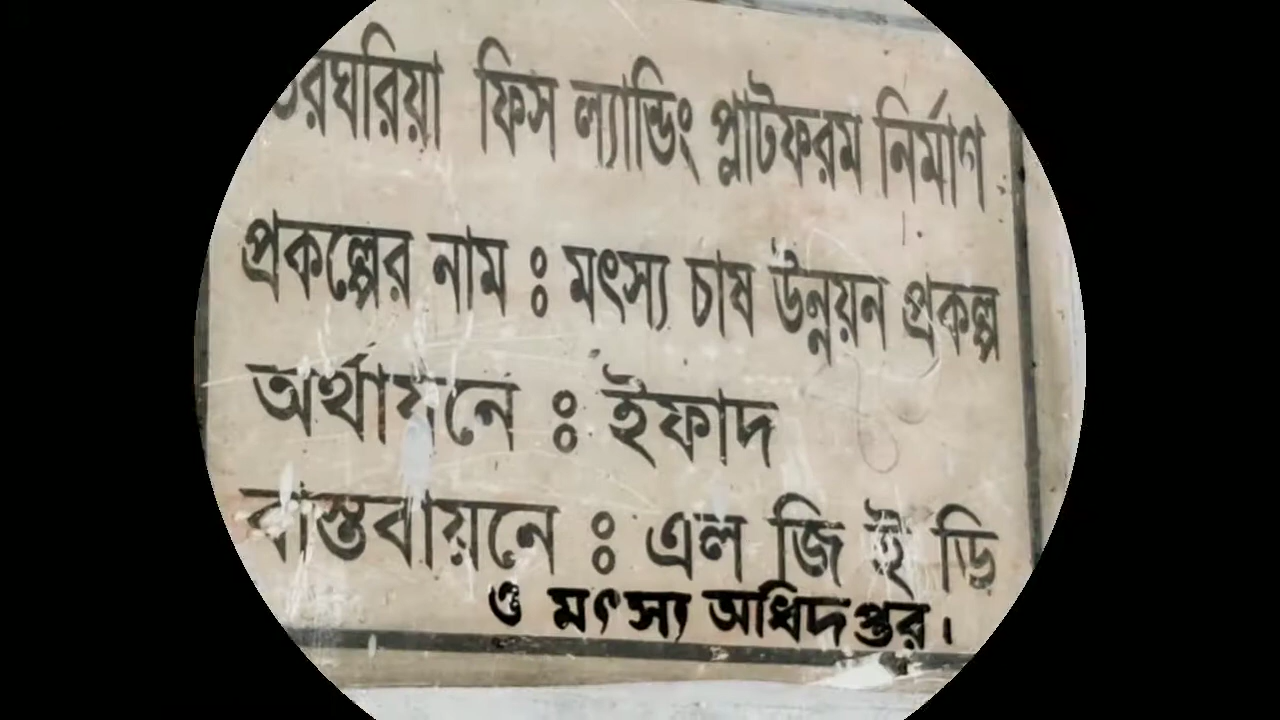 ফিস ল্যান্ডিং প্লাটফরম নির্মাণ
প্রকল্পের নাম ঃ মৎস্য চাষ উন্নয়ন প্রকল্প
অর্থায়নে ঃ ইফাদ
বাস্তবায়নে ঃ এল জি ই ডি
ও মৎস্য অধিদপ্তর।